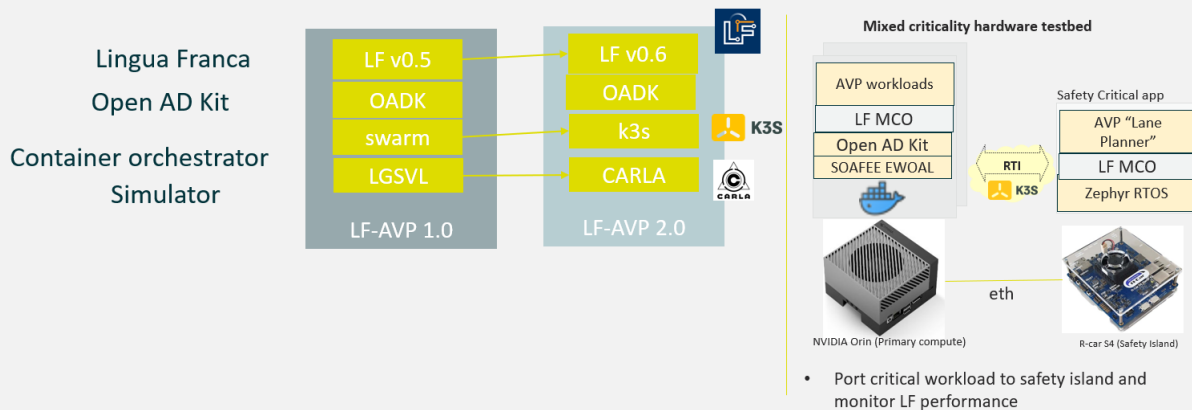 Lingua Franca
Open AD Kit
Container orchestrator
Simulator
LF v0.5
OADK
swarm
LGSVL
LF-AVP 1.0
LF v0.6
OADK
k3s
CARLA
LF-AVP 2.0
LF
K3S
CARLA
Mixed criticality hardware testbed
AVP workloads
LF MCO
Open AD Kit
SOAFEE EWOAL
RTI
K3S
Safety Critical app
AVP “Lane
Planner”
LF MCO
Zephyr RTOS
eth
NVIDIA Orin (Primary compute)
R-car S4 (Safety Island)
• Port critical workload to safety island and
monitor LF performance